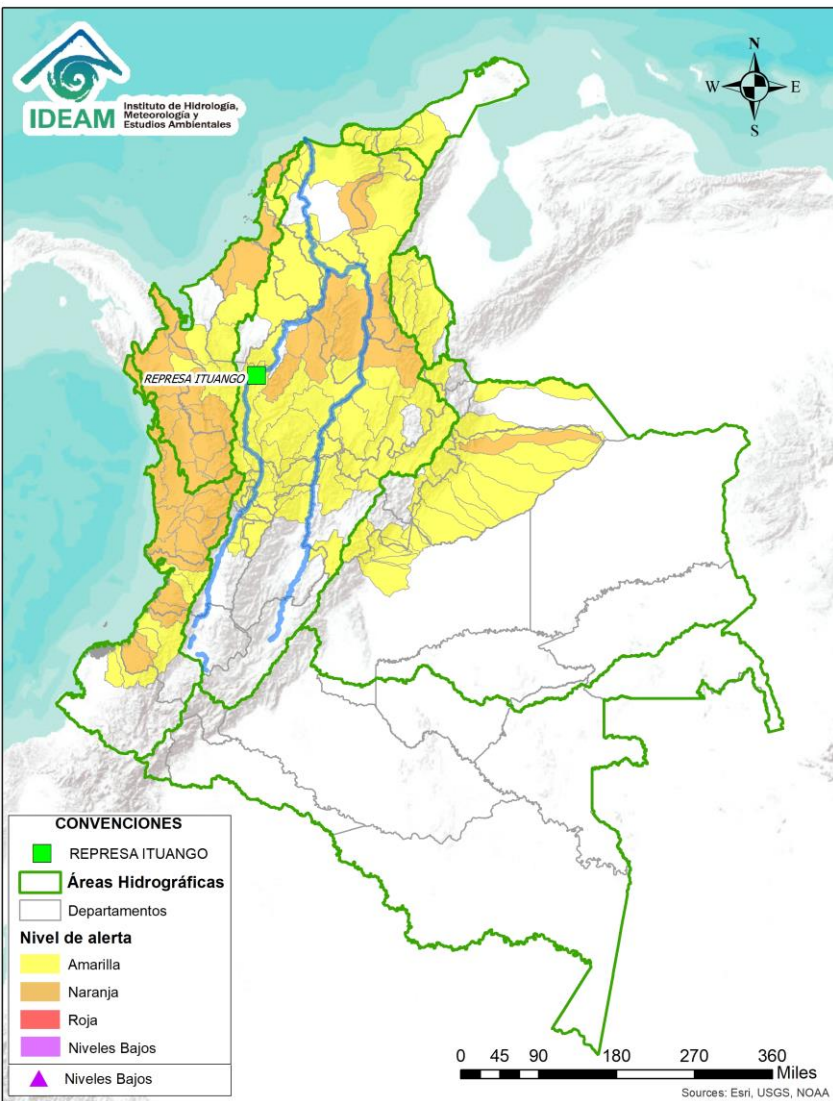 IDEAM
Instituto de Hidrología,
Meteorología y
Estudios Ambientales
N
W
E
S
REPRESA ITUANGO
CONVENCIONES
REPRESA ITUANGO
Áreas Hidrográficas
Departamentos
Nivel de alerta
Amarilla
Naranja
Roja
Niveles Bajos
Niveles Bajos
0 45 90 180 270 360
Miles
Sources: Esri, USGS, NOAA